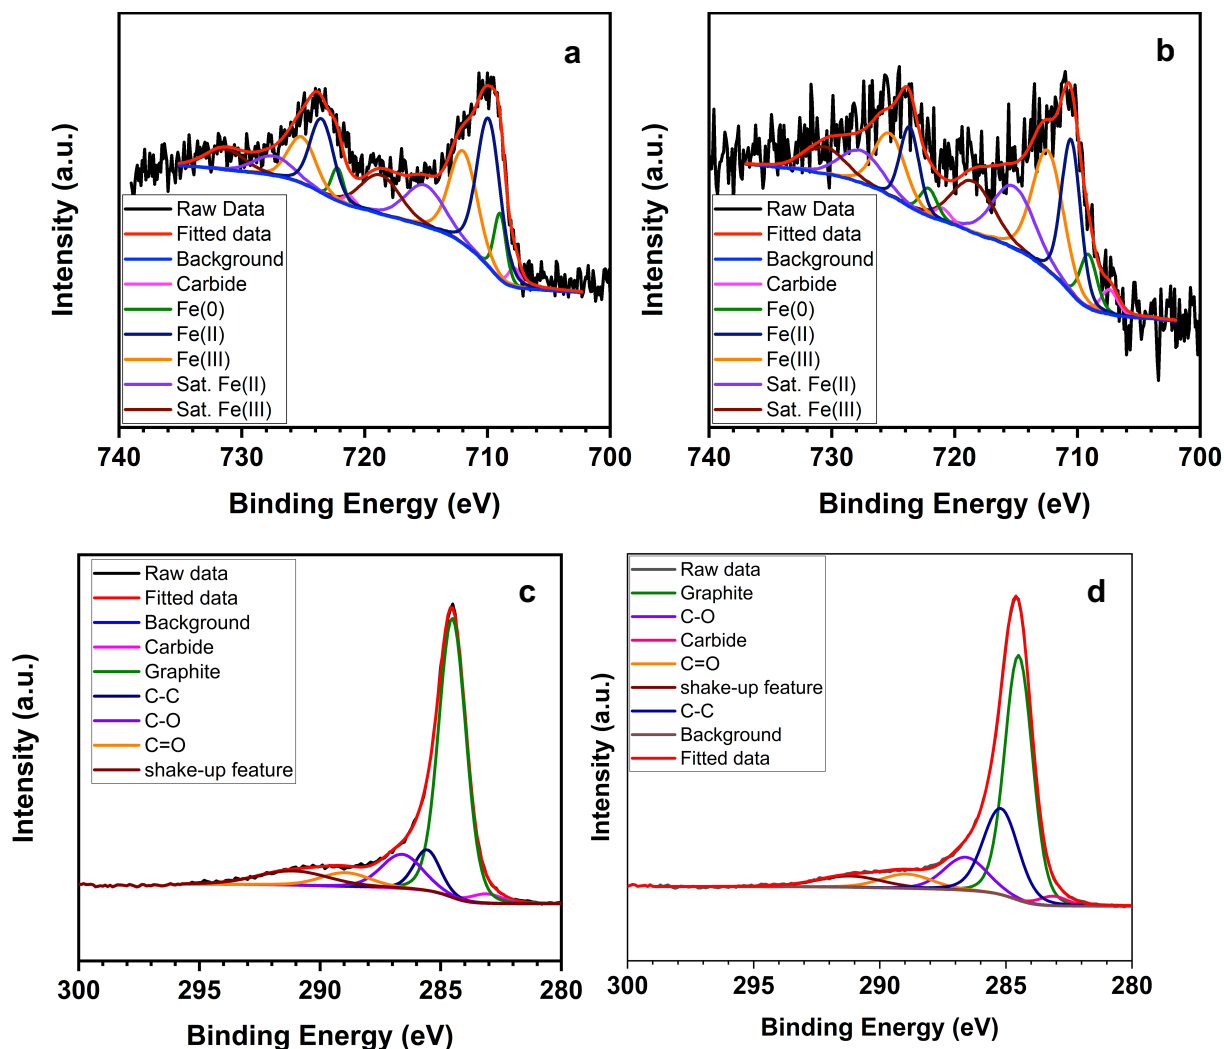 a
Intensity (a.u.)
Raw Data
Fitted data
Background
Carbide
Fe(0)
Fe(II)
Fe(III)
Sat. Fe(II)
Sat. Fe(III)
740 730 720 710 700
Binding Energy (eV)
b
Intensity (a.u.)
Raw Data
Fitted data
Background
Carbide
Fe(0)
Fe(II)
Fe(III)
Sat. Fe(II)
Sat. Fe(III)
740 730 720 710 700
Binding Energy (eV)
c
Intensity (a.u.)
Raw data
Fitted data
Background
Carbide
Graphite
C-C
C-O
C=O
shake-up feature
300 295 290 285 280
Binding Energy (eV)
d
Intensity (a.u.)
Raw data
Graphite
C-O
Carbide
C=O
shake-up feature
C-C
Background
Fitted data
300 295 290 285 280
Binding Energy (eV)